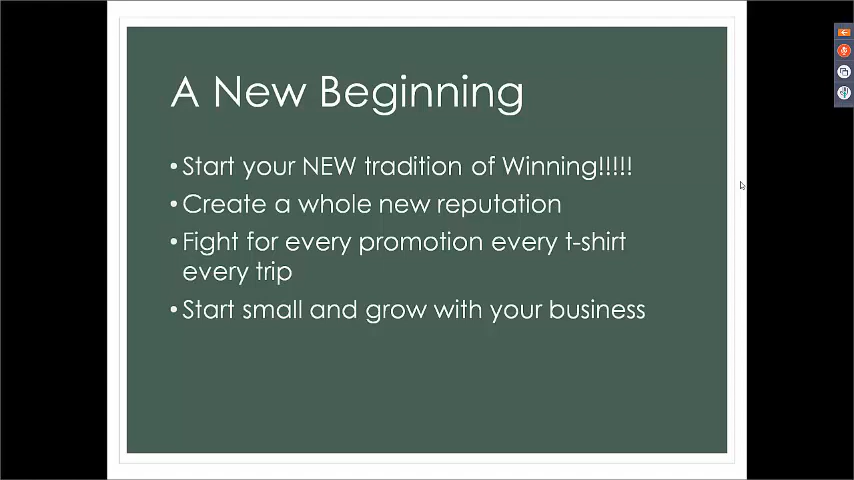 A New Beginning
• Start your NEW tradition of Winning!!!!!
• Create a whole new reputation
• Fight for every promotion every t-shirt
every trip
• Start small and grow with your business